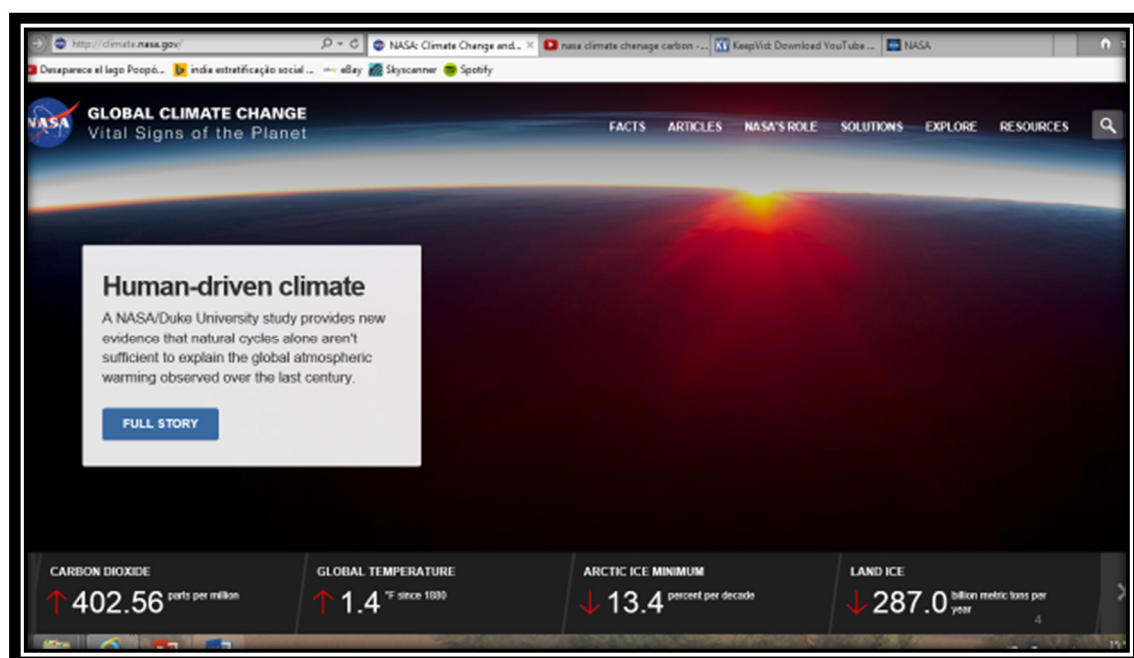 http://climate.nasa.gov/ NASA: Climate Change and... × nasa climate chanage carbon -... KeepVid: Download YouTube ... NASA
Desaparece el lago Poopó... india estratificação social ... eBay Skyscanner Spotify
NASA
GLOBAL CLIMATE CHANGE
Vital Signs of the Planet
FACTS ARTICLES NASA'S ROLE SOLUTIONS EXPLORE RESOURCES
Human-driven climate
A NASA/Duke University study provides new
evidence that natural cycles alone aren't
sufficient to explain the global atmospheric
warming observed over the last century.
FULL STORY
CARBON DIOXIDE
↑ 402.56 parts per million
GLOBAL TEMPERATURE
↑ 1.4 °F since 1880
ARCTIC ICE MINIMUM
↓ 13.4 percent per decade
LAND ICE
↓ 287.0 billion metric tons per
year
4